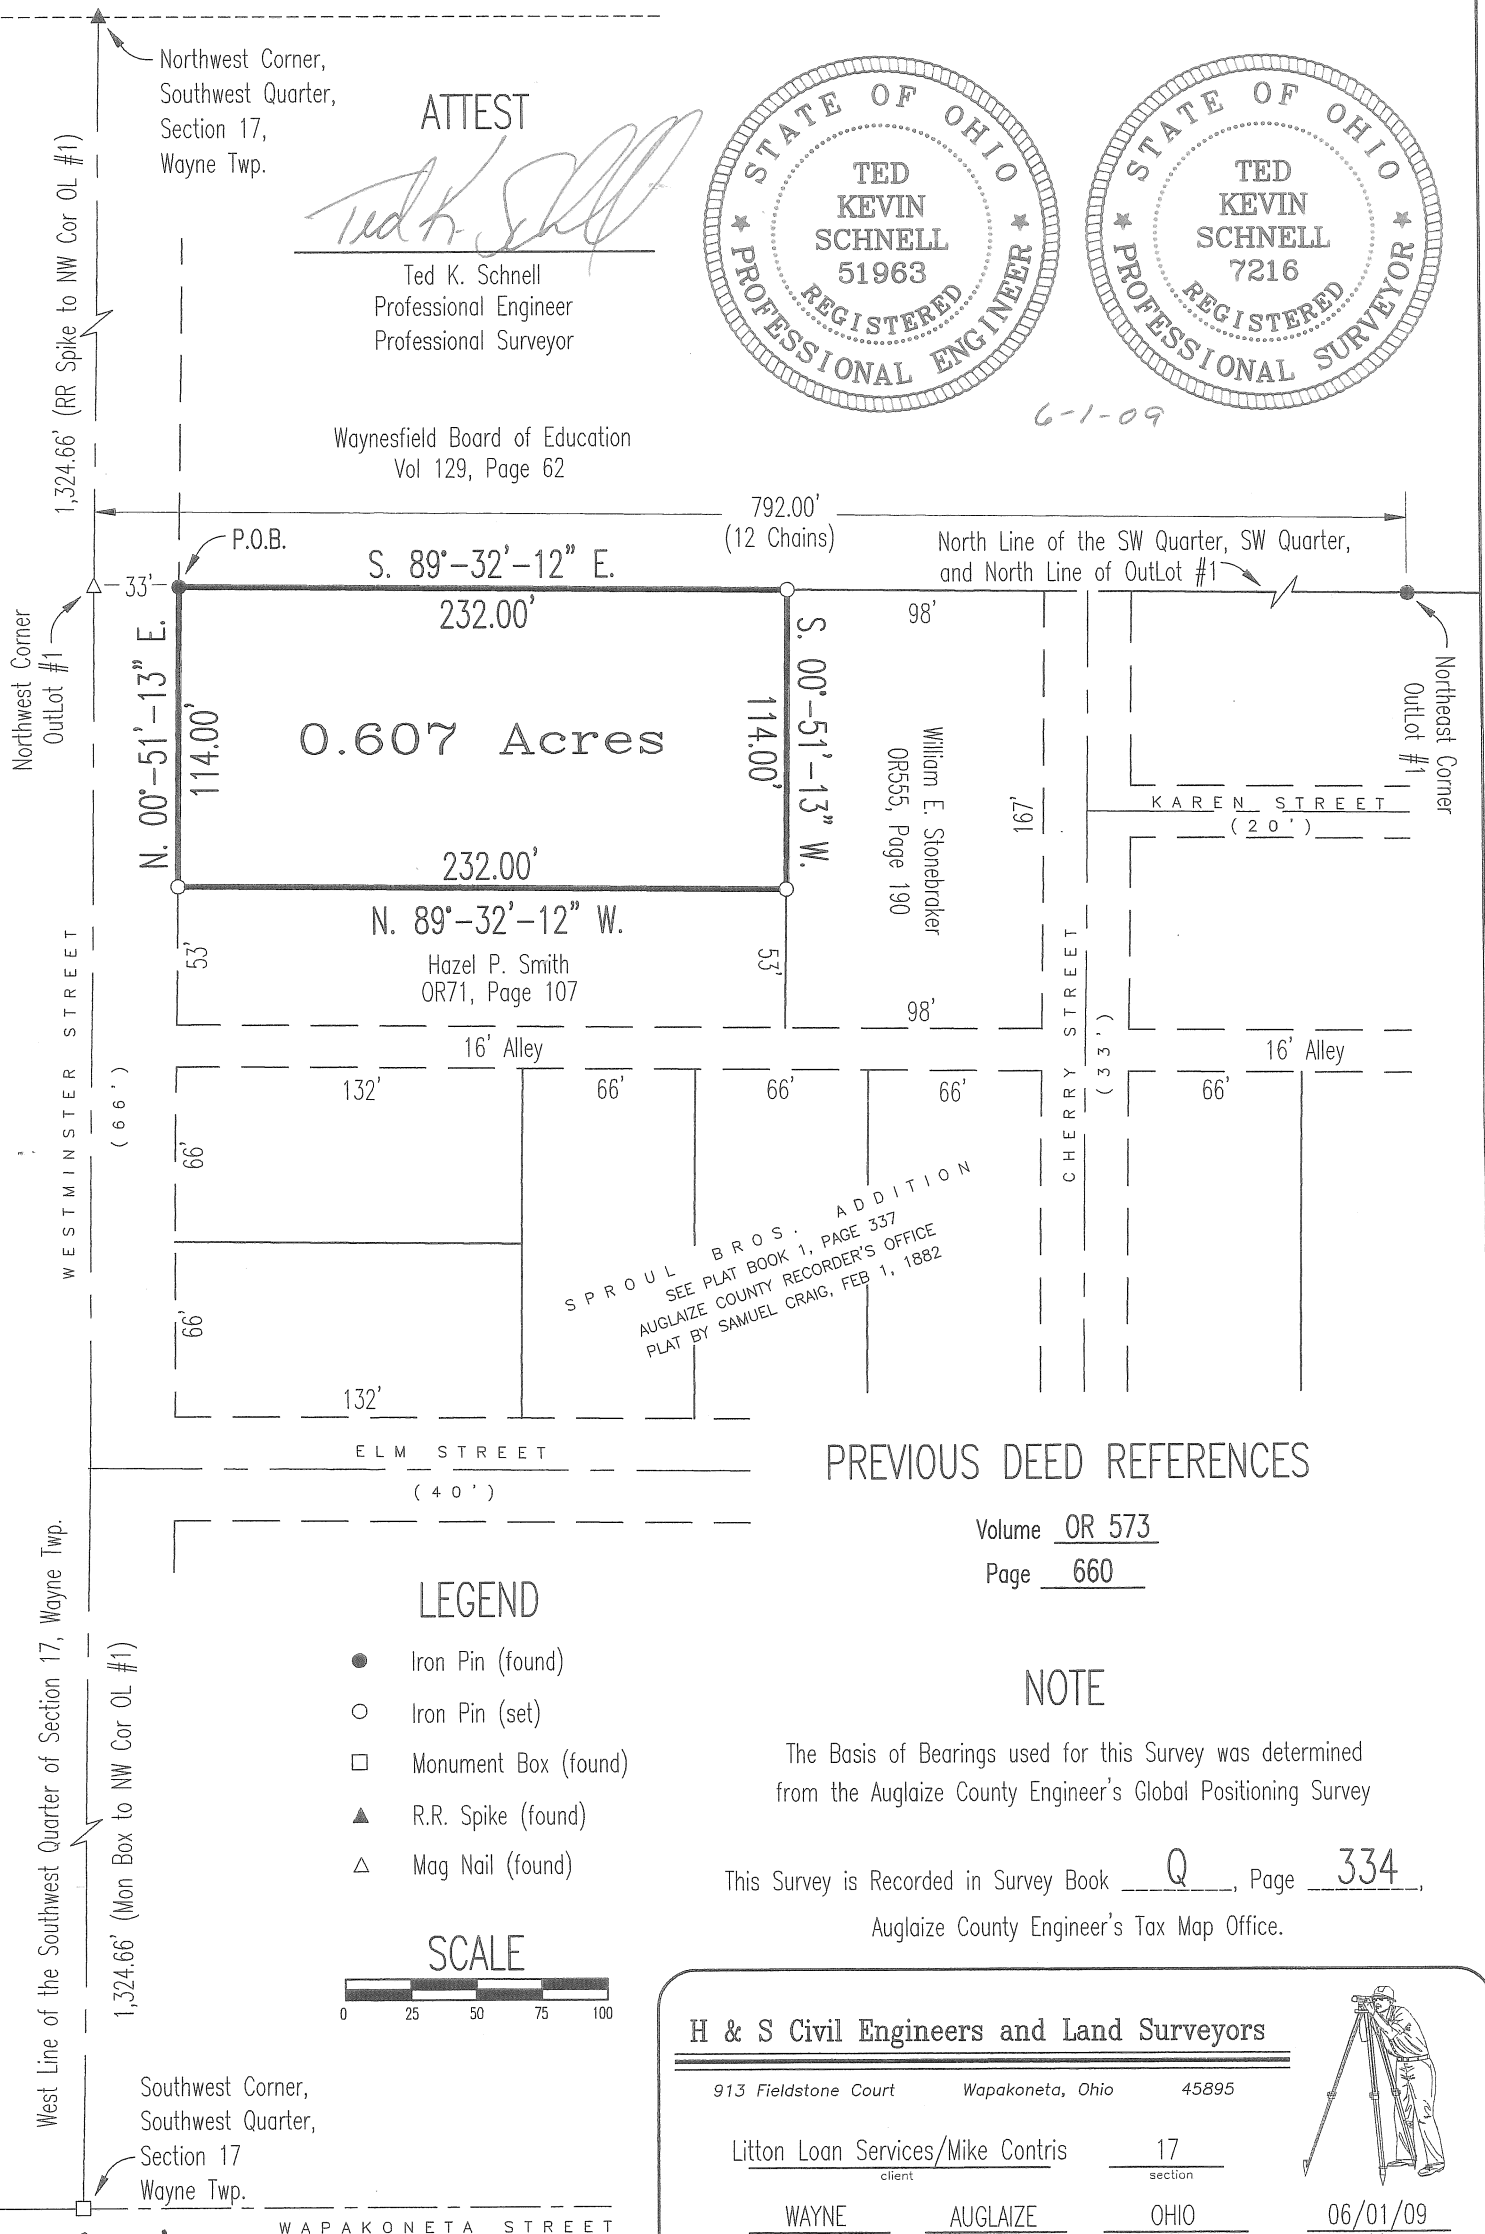 Northwest Corner,
Southwest Quarter,
Section 17,
Wayne Twp.
1,324.66' (RR Spike to NW Cor OL #1)
ATTEST
Ted K. Schnell
Ted K. Schnell
Professional Engineer
Professional Surveyor
STATE OF OHIO
TED
KEVIN
SCHNELL
51963
REGISTERED
★ PROFESSIONAL ENGINEER ★
STATE OF OHIO
TED
KEVIN
SCHNELL
7216
REGISTERED
★ PROFESSIONAL SURVEYOR ★
6-1-09
Waynesfield Board of Education
Vol 129, Page 62
792.00'
(12 Chains)
North Line of the SW Quarter, SW Quarter,
and North Line of OutLot #1
P.O.B.
33'
Northwest Corner
OutLot #1
S. 89°-32'-12" E.
232.00'
N. 00°-51'-13" E.
114.00'
0.607 Acres
114.00'
S. 00°-51'-13" W.
232.00'
N. 89°-32'-12" W.
98'
William E. Stonebraker
OR555, Page 190
167'
98'
Northeast Corner
OutLot #1
KAREN STREET
(20')
53'
Hazel P. Smith
OR71, Page 107
53'
16' Alley
16' Alley
WESTMINSTER STREET
(66')
CHERRY STREET
(33')
132'
66'
66'
66'
66'
66'
66'
132'
SPROUL BROS. ADDITION
SEE PLAT BOOK 1, PAGE 337
AUGLAIZE COUNTY RECORDER'S OFFICE
PLAT BY SAMUEL CRAIG, FEB 1, 1882
ELM STREET
(40')
PREVIOUS DEED REFERENCES
Volume OR 573
Page 660
West Line of the Southwest Quarter of Section 17, Wayne Twp.
1,324.66' (Mon Box to NW Cor OL #1)
LEGEND
Iron Pin (found)
Iron Pin (set)
Monument Box (found)
R.R. Spike (found)
Mag Nail (found)
NOTE
The Basis of Bearings used for this Survey was determined
from the Auglaize County Engineer's Global Positioning Survey
This Survey is Recorded in Survey Book Q, Page 334,
Auglaize County Engineer's Tax Map Office.
SCALE
0 25 50 75 100
Southwest Corner,
Southwest Quarter,
Section 17
Wayne Twp.
WAPAKONETA STREET
H & S Civil Engineers and Land Surveyors
913 Fieldstone Court Wapakoneta, Ohio 45895
Litton Loan Services/Mike Contris 17
client section
WAYNE AUGLAIZE OHIO 06/01/09